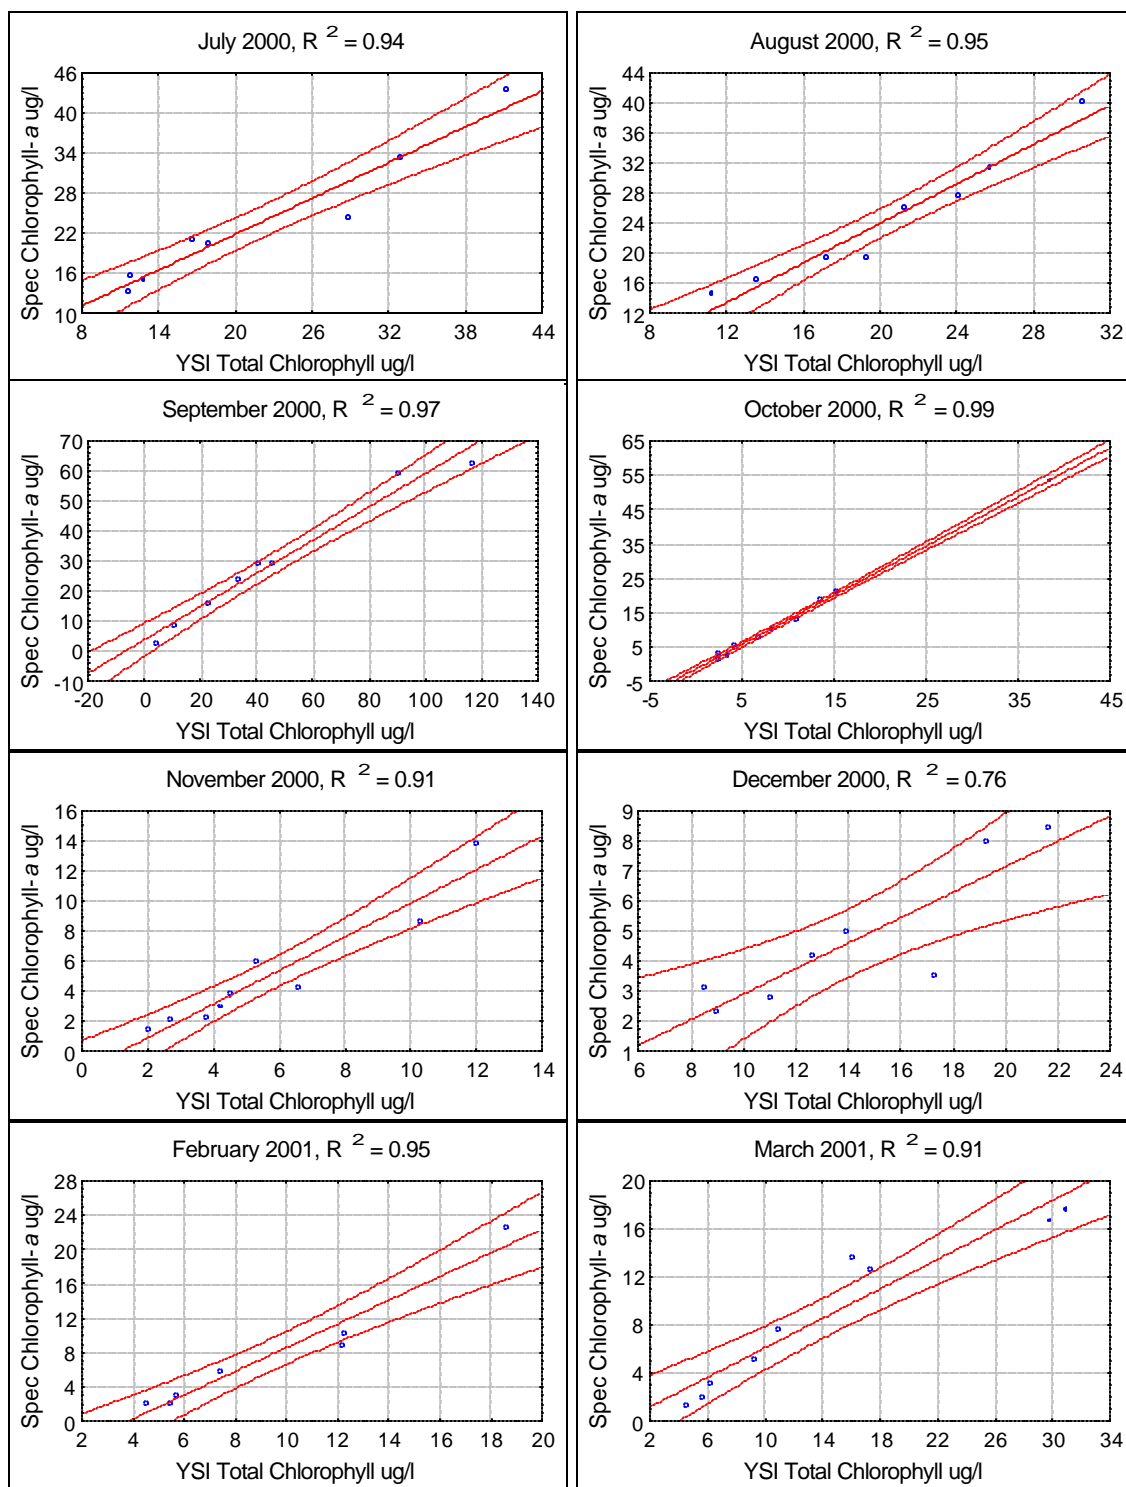 July 2000, R 2 = 0.94
Spec Chlorophyll- a ug/l
46
40
34
28
22
16
10
8 14 20 26 32 38 44
YSI Total Chlorophyll ug/l
August 2000, R 2 = 0.95
Spec Chlorophyll- a ug/l
44
40
36
32
28
24
20
16
12
8 12 16 20 24 28 32
YSI Total Chlorophyll ug/l
September 2000, R 2 = 0.97
Spec Chlorophyll- a ug/l
70
60
50
40
30
20
10
0
-10
-20 0 20 40 60 80 100 120 140
YSI Total Chlorophyll ug/l
October 2000, R 2 = 0.99
Spec Chlorophyll- a ug/l
65
55
45
35
25
15
5
-5
-5 5 15 25 35 45
YSI Total Chlorophyll ug/l
November 2000, R 2 = 0.91
Spec Chlorophyll- a ug/l
16
14
12
10
8
6
4
2
0
0 2 4 6 8 10 12 14
YSI Total Chlorophyll ug/l
December 2000, R 2 = 0.76
Sped Chlorophyll- a ug/l
9
8
7
6
5
4
3
2
1
6 8 10 12 14 16 18 20 22 24
YSI Total Chlorophyll ug/l
February 2001, R 2 = 0.95
Spec Chlorophyll- a ug/l
28
24
20
16
12
8
4
0
2 4 6 8 10 12 14 16 18 20
YSI Total Chlorophyll ug/l
March 2001, R 2 = 0.91
Spec Chlorophyll- a ug/l
20
16
12
8
4
0
2 6 10 14 18 22 26 30 34
YSI Total Chlorophyll ug/l